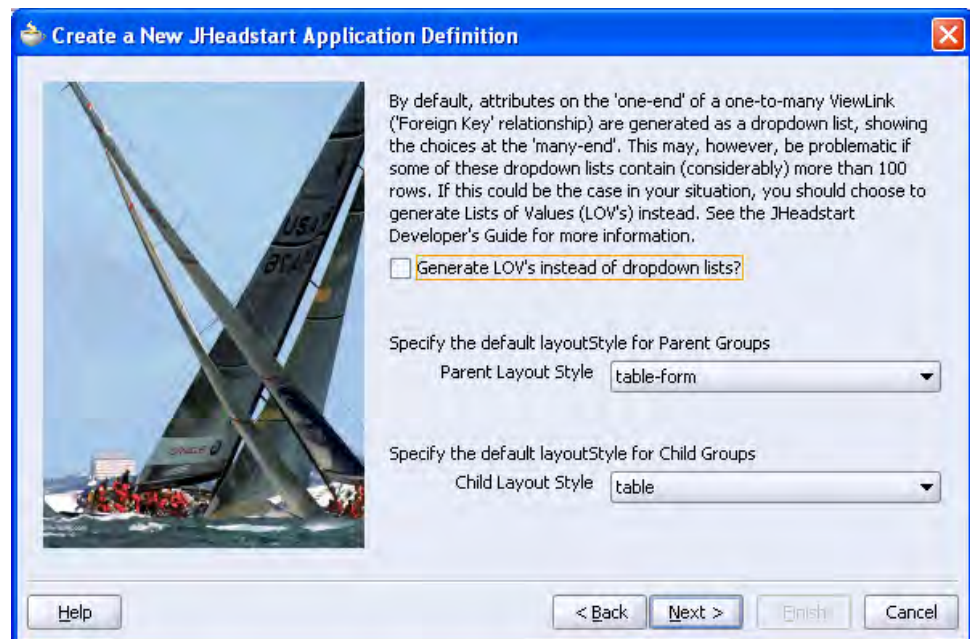 Create a New JHeadstart Application Definition
By default, attributes on the 'one-end' of a one-to-many ViewLink
('Foreign Key' relationship) are generated as a dropdown list, showing
the choices at the 'many-end'. This may, however, be problematic if
some of these dropdown lists contain (considerably) more than 100
rows. If this could be the case in your situation, you should choose to
generate Lists of Values (LOV's) instead. See the JHeadstart
Developer's Guide for more information.
Generate LOV's instead of dropdown lists?
Specify the default layoutStyle for Parent Groups
Parent Layout Style table-form
Specify the default layoutStyle for Child Groups
Child Layout Style table
Help
< Back
Next >
Finish
Cancel